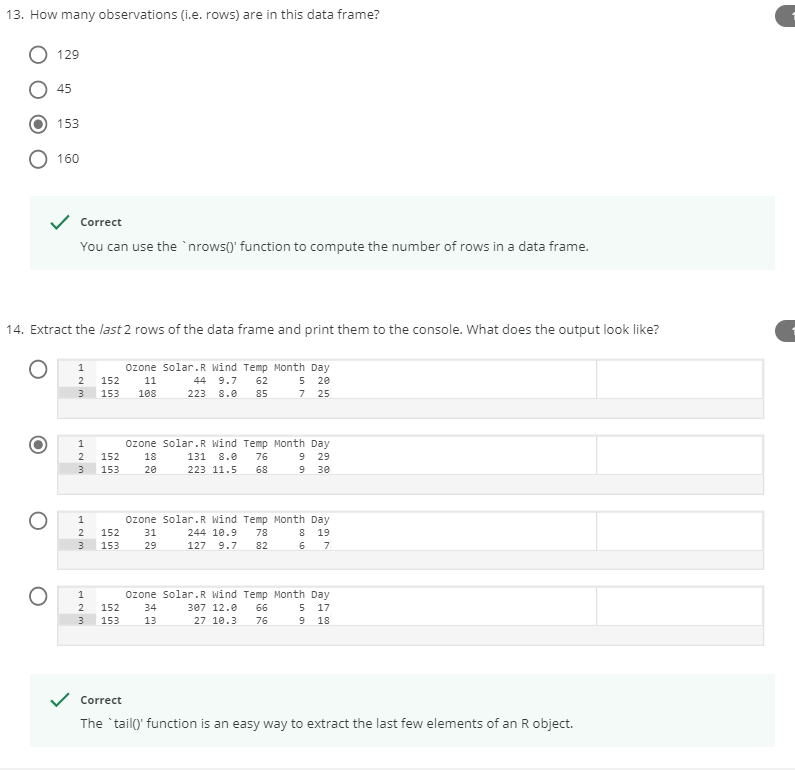 13. How many observations (i.e. rows) are in this data frame?
129
45
153
160
Correct
You can use the `nrows()' function to compute the number of rows in a data frame.
14. Extract the last 2 rows of the data frame and print them to the console. What does the output look like?
1 Ozone Solar.R Wind Temp Month Day
2 152 11 44 9.7 62 5 20
3 153 108 223 8.0 85 7 25
1 Ozone Solar.R Wind Temp Month Day
2 152 18 131 8.0 76 9 29
3 153 20 223 11.5 68 9 30
1 Ozone Solar.R Wind Temp Month Day
2 152 31 244 10.9 78 8 19
3 153 29 127 9.7 82 6 7
1 Ozone Solar.R Wind Temp Month Day
2 152 34 307 12.0 66 5 17
3 153 13 27 10.3 76 9 18
Correct
The `tail()' function is an easy way to extract the last few elements of an R object.